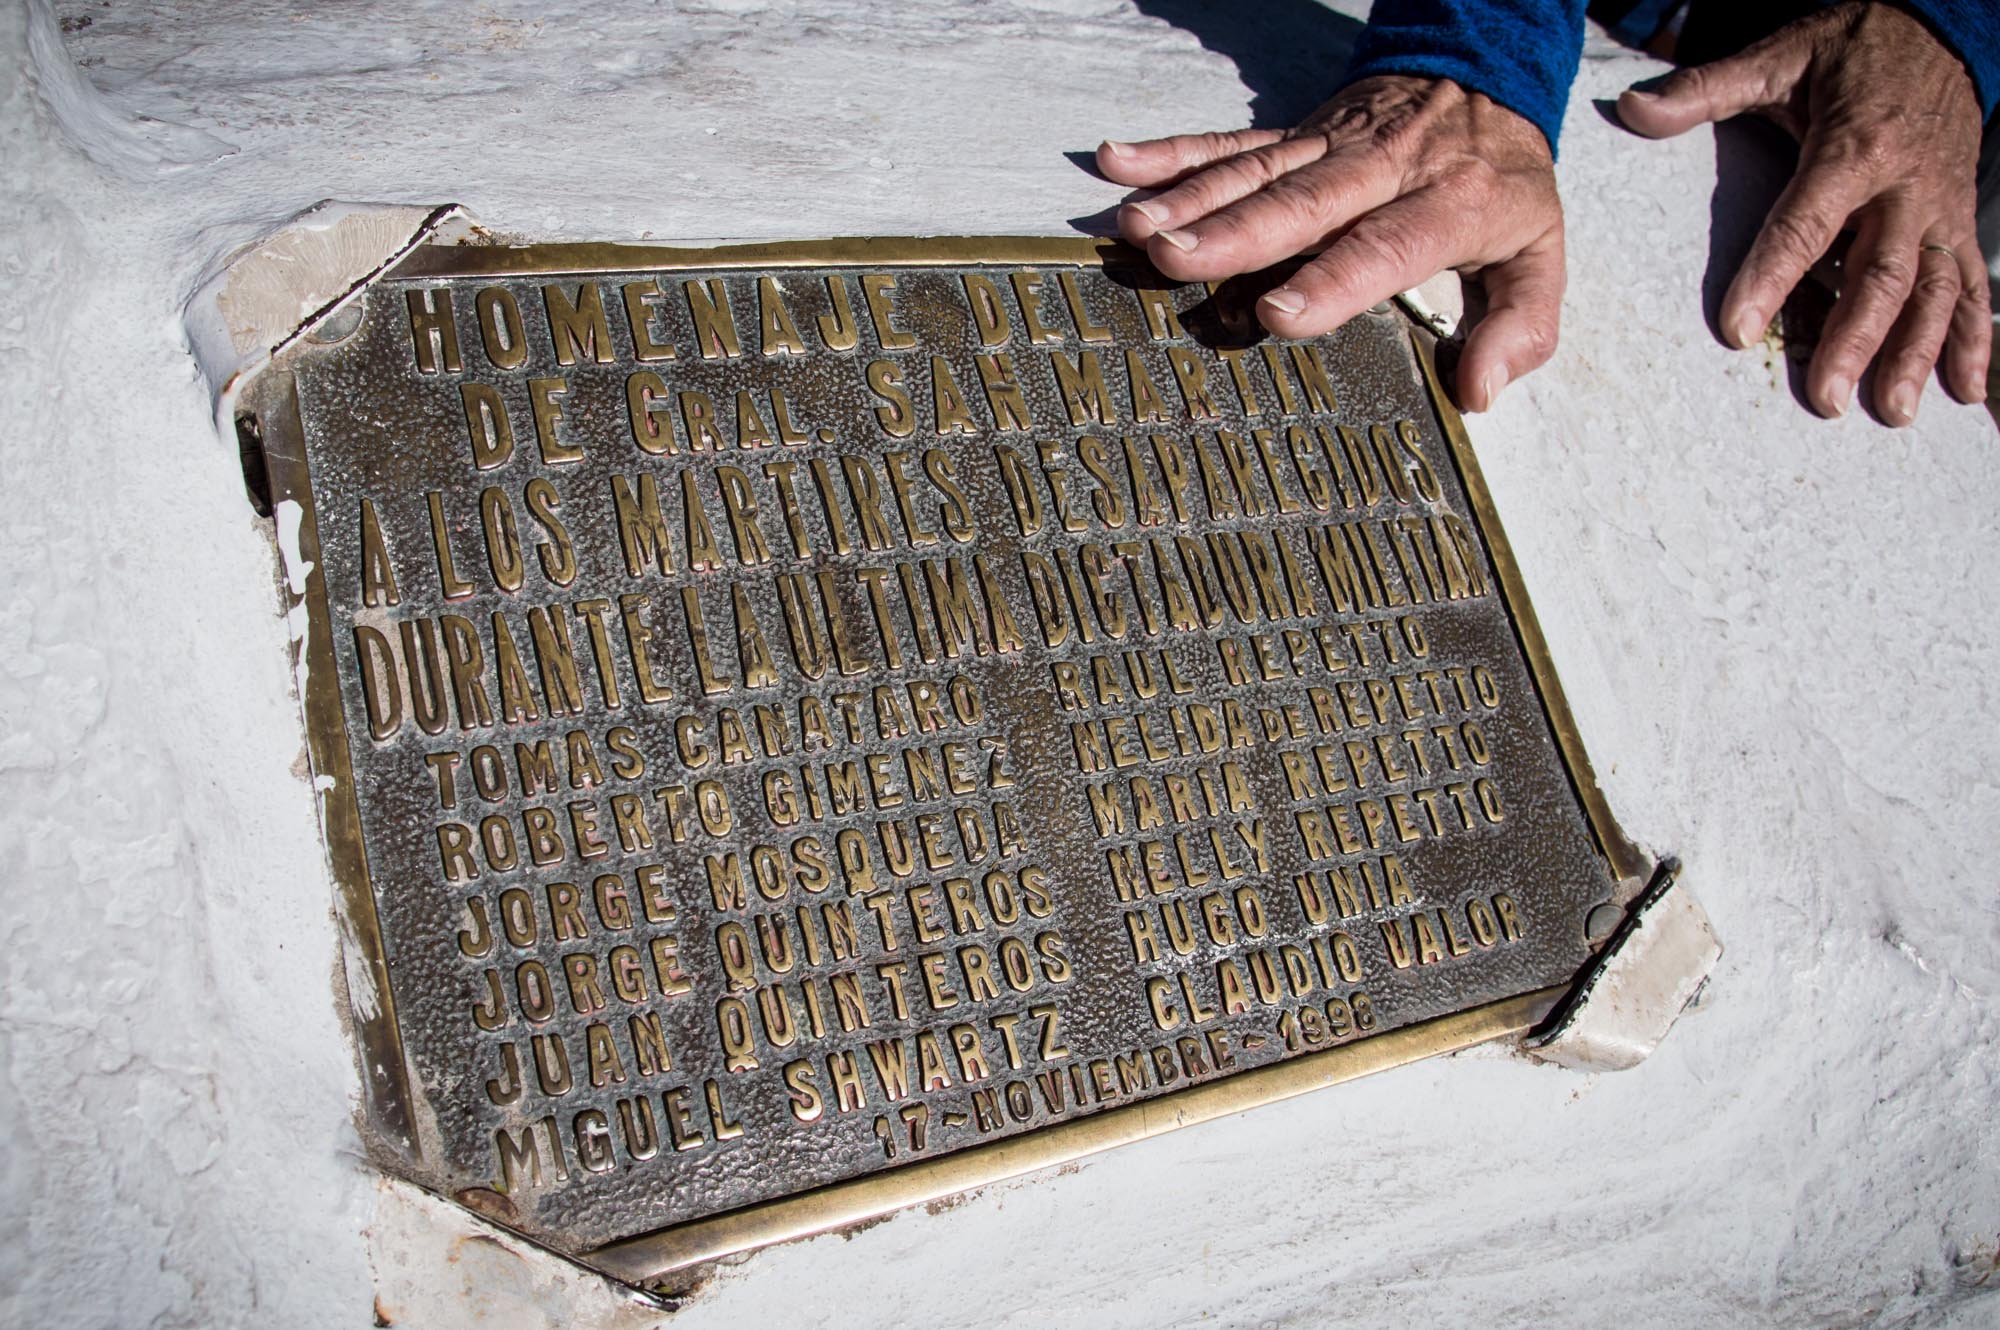 HOMENAJE DEL
DE GRAL. SAN MARTIN
A LOS MARTIRES DESAPARECIDOS
DURANTE LA ULTIMA DICTADURA MILITAR
TOMAS CANATARO
ROBERTO GIMENEZ
JORGE MOSQUEDA
JORGE QUINTEROS
JUAN QUINTEROS
MIGUEL SHWARTZ
RAUL REPETTO
NELIDA DE REPETTO
MARIA REPETTO
NELLY REPETTO
HUGO UNIA
CLAUDIO VALOR
17~NOVIEMBRE~1998